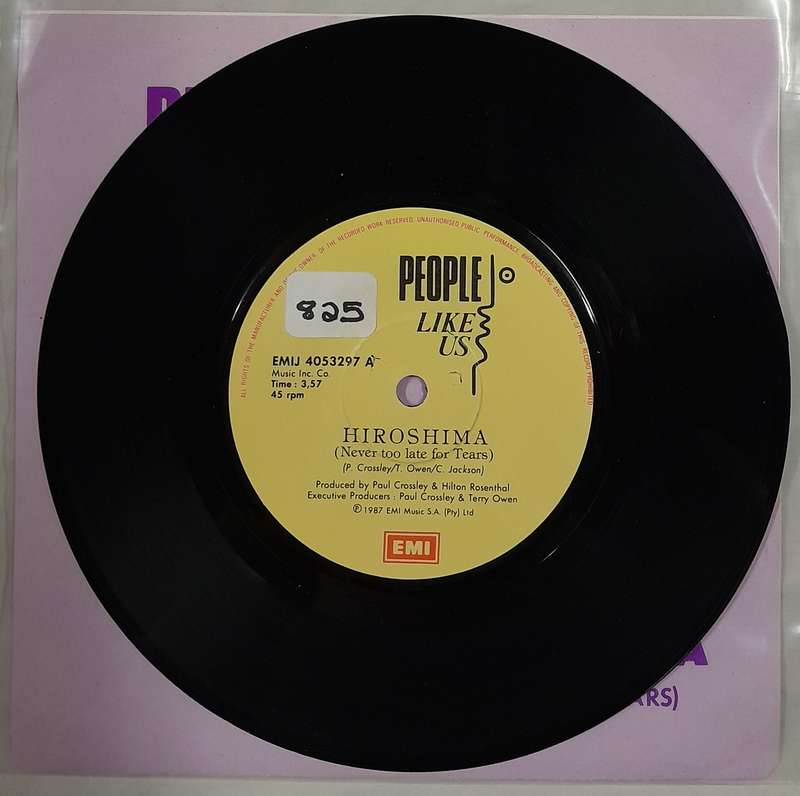 ALL RIGHTS OF THE MANUFACTURER AND OF THE OWNER OF THE RECORDED WORK RESERVED. UNAUTHORISED PUBLIC PERFORMANCE, BROADCASTING AND COPYING OF THIS RECORD PROHIBITED
PEOPLE
LIKE
US
825
EMIJ 4053297 A
Music Inc. Co.
Time : 3,57
45 rpm
HIROSHIMA
(Never too late for Tears)
(P. Crossley/T. Owen/C. Jackson)
Produced by Paul Crossley & Hilton Rosenthal
Executive Producers : Paul Crossley & Terry Owen
℗ 1987 EMI Music S.A. (Pty) Ltd
EMI
A
ARS)